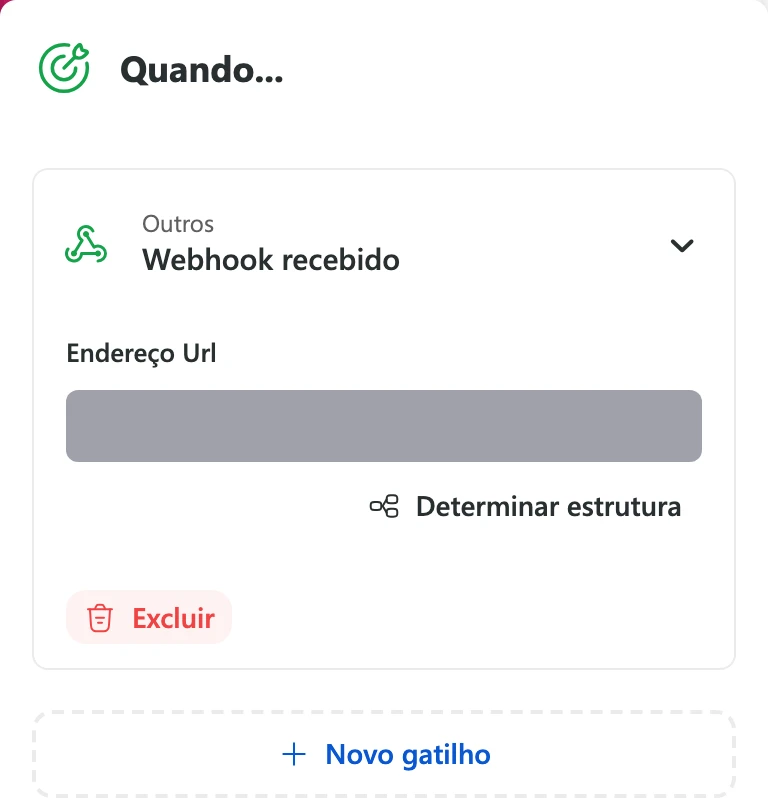 Quando...
Outros
Webhook recebido
Endereço Url
Determinar estrutura
Excluir
Novo gatilho